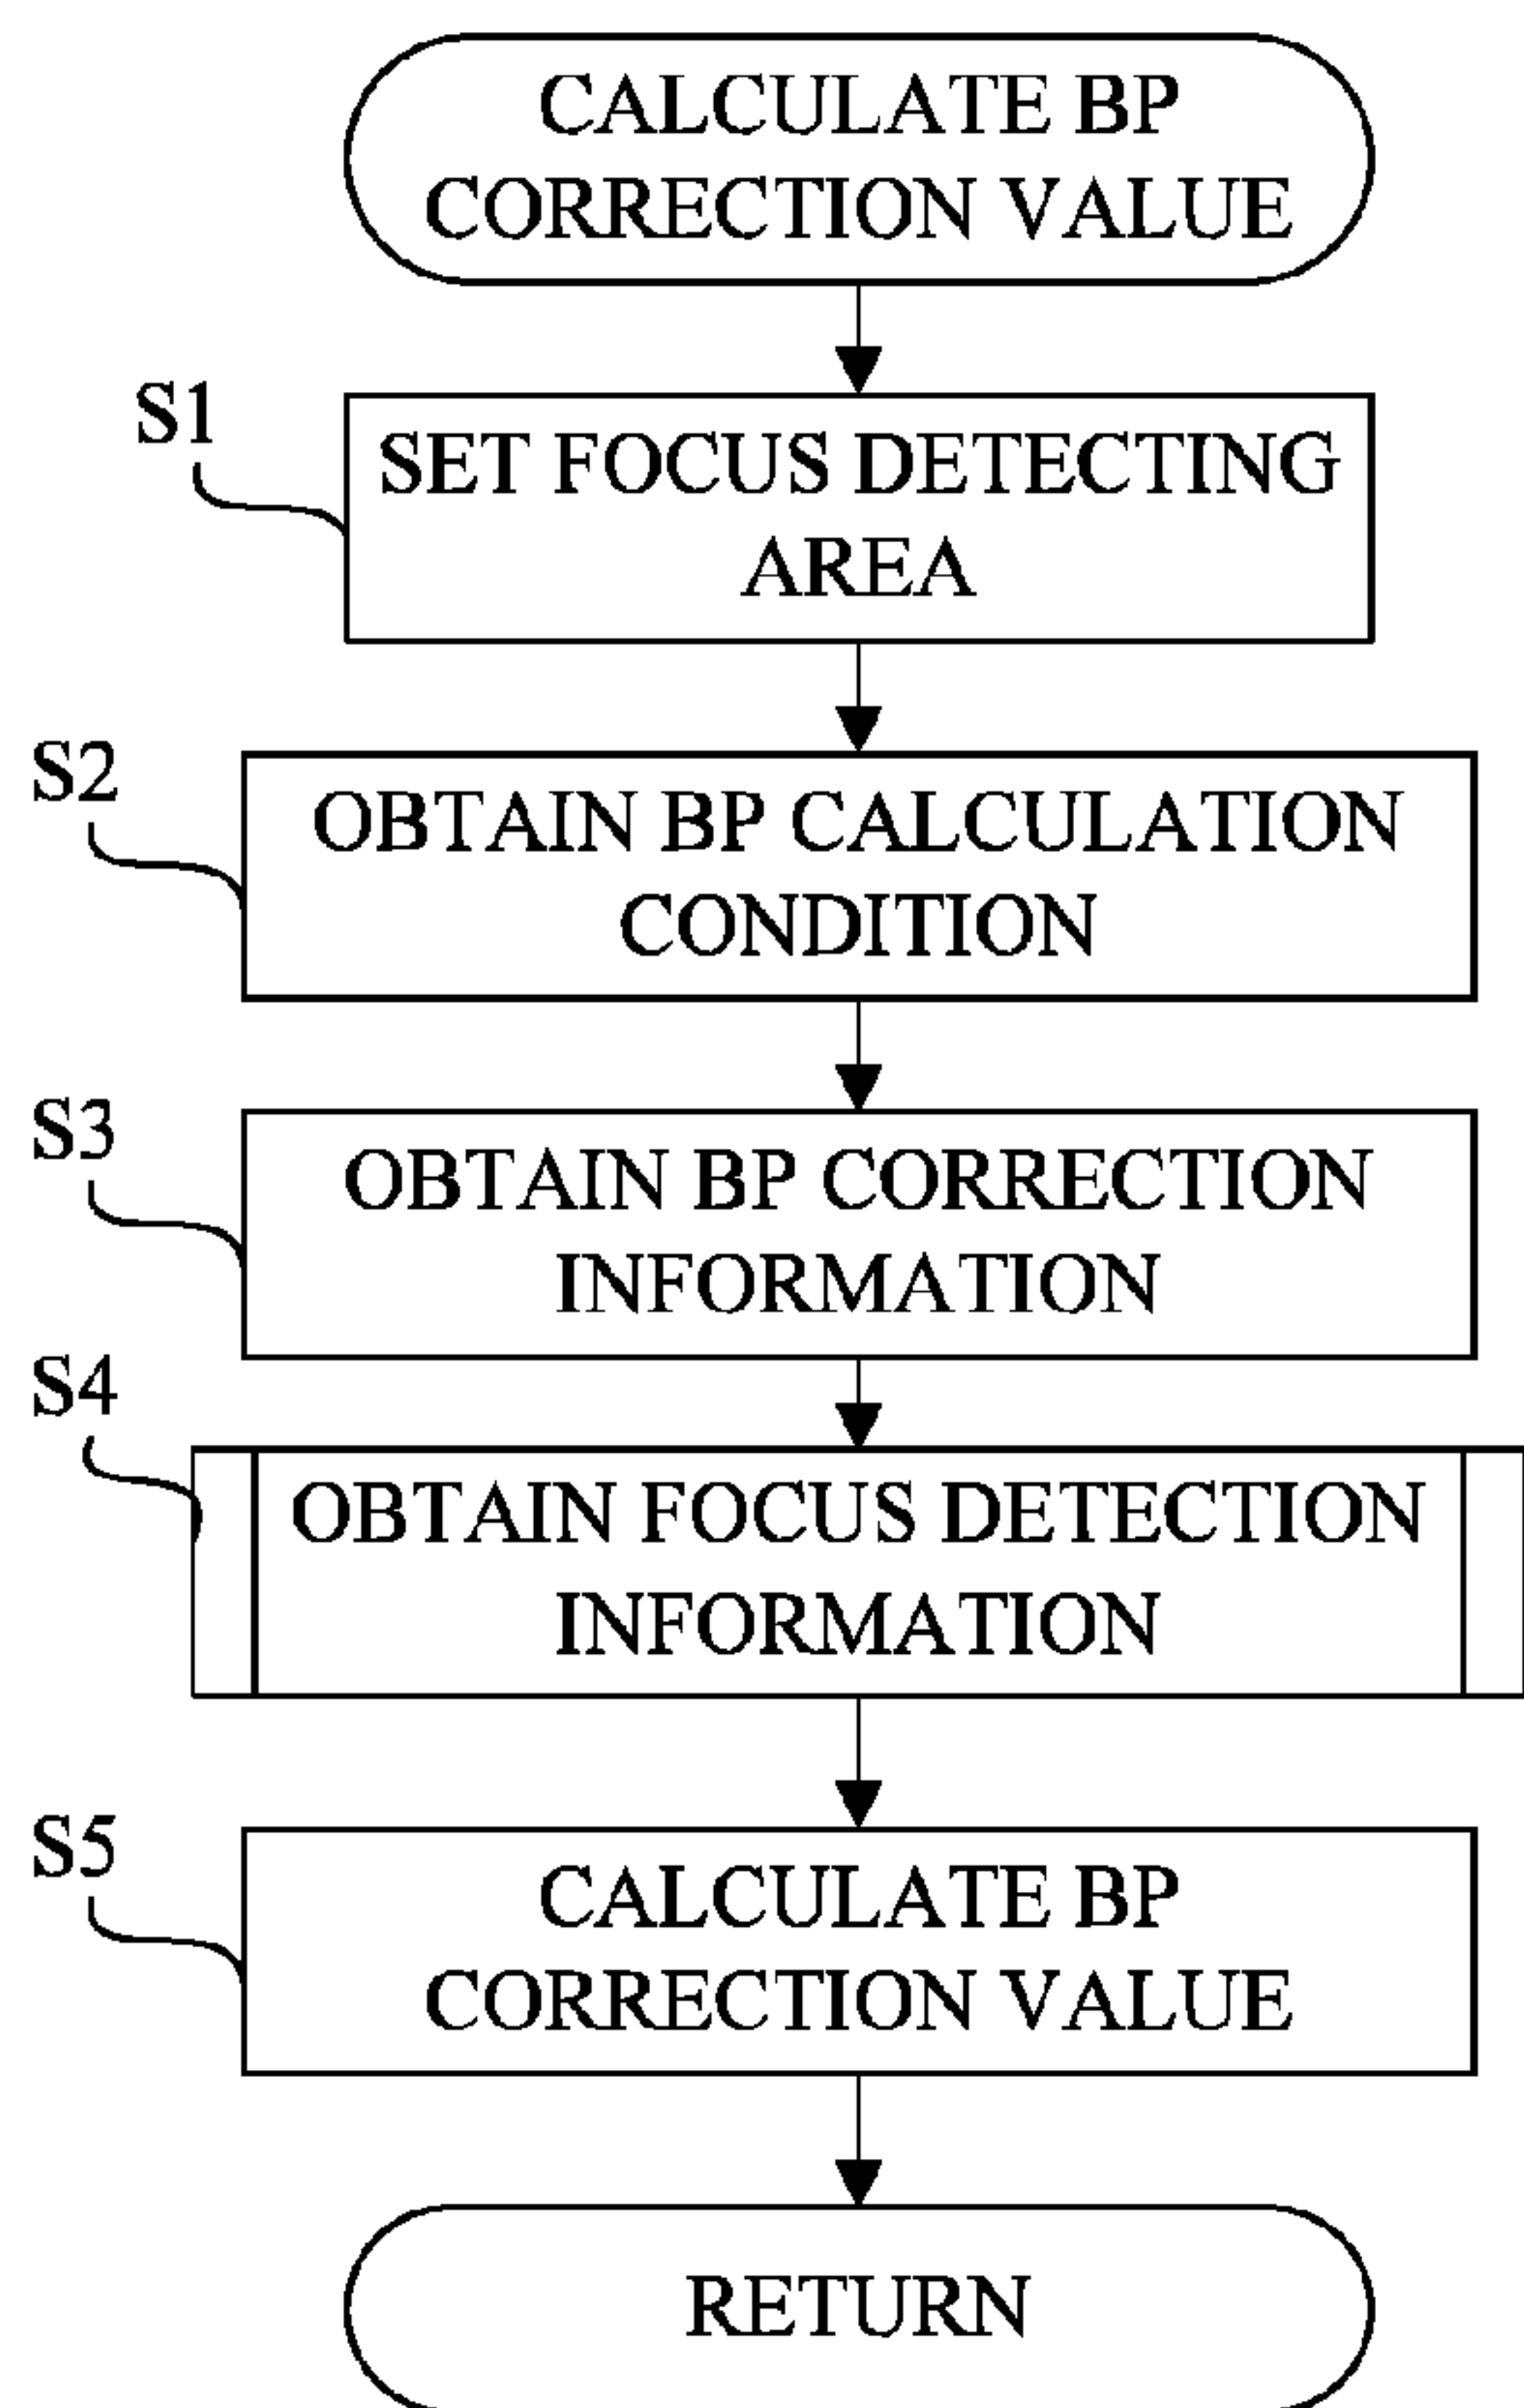 CALCULATE BP
CORRECTION VALUE
S1
SET FOCUS DETECTING
AREA
S2
OBTAIN BP CALCULATION
CONDITION
S3
OBTAIN BP CORRECTION
INFORMATION
S4
OBTAIN FOCUS DETECTION
INFORMATION
S5
CALCULATE BP
CORRECTION VALUE
RETURN